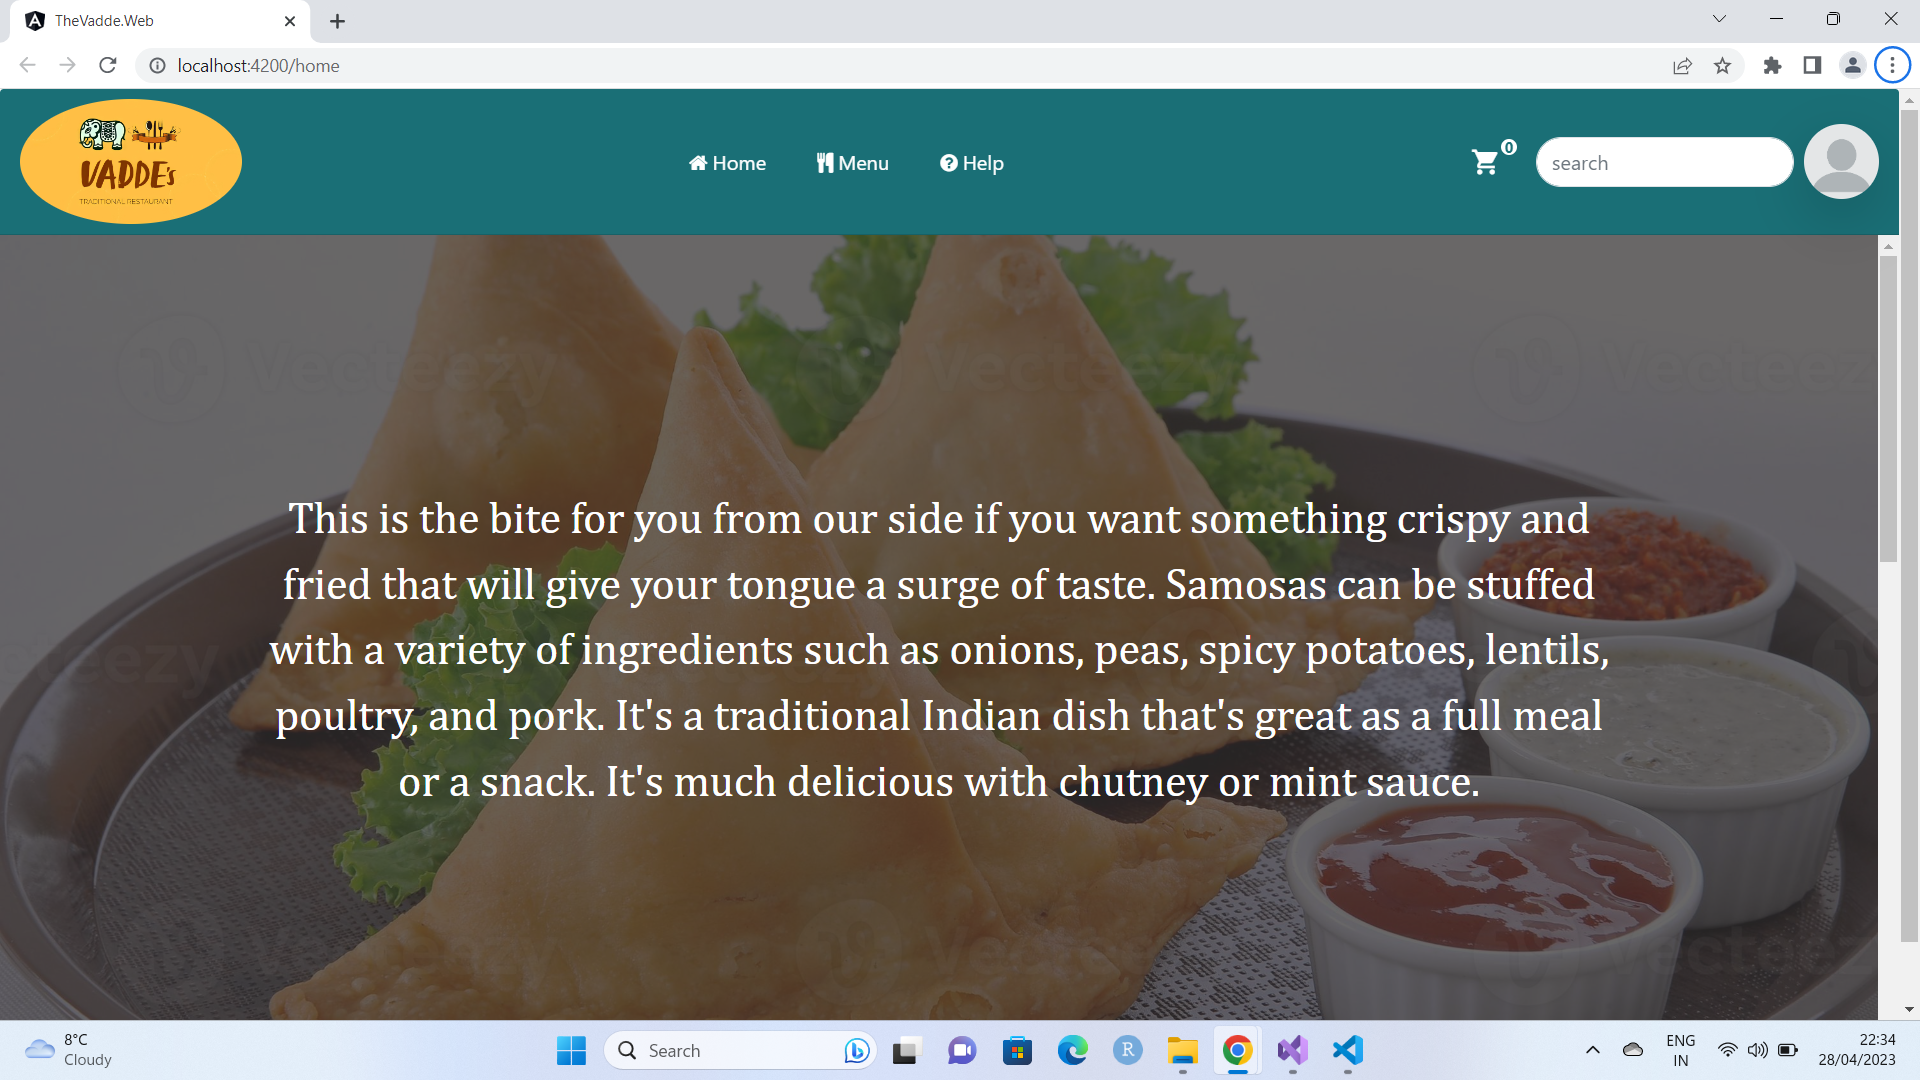 TheVadde.Web
localhost:4200/home
VADDE's
TRADITIONAL RESTAURANT
Home
Menu
Help
0
search
Vecteezy
Vecteezy
Vecteez
This is the bite for you from our side if you want something crispy and
fried that will give your tongue a surge of taste. Samosas can be stuffed
with a variety of ingredients such as onions, peas, spicy potatoes, lentils,
poultry, and pork. It's a traditional Indian dish that's great as a full meal
or a snack. It's much delicious with chutney or mint sauce.
8°C
Cloudy
Search
R
ENG
IN
22:34
28/04/2023